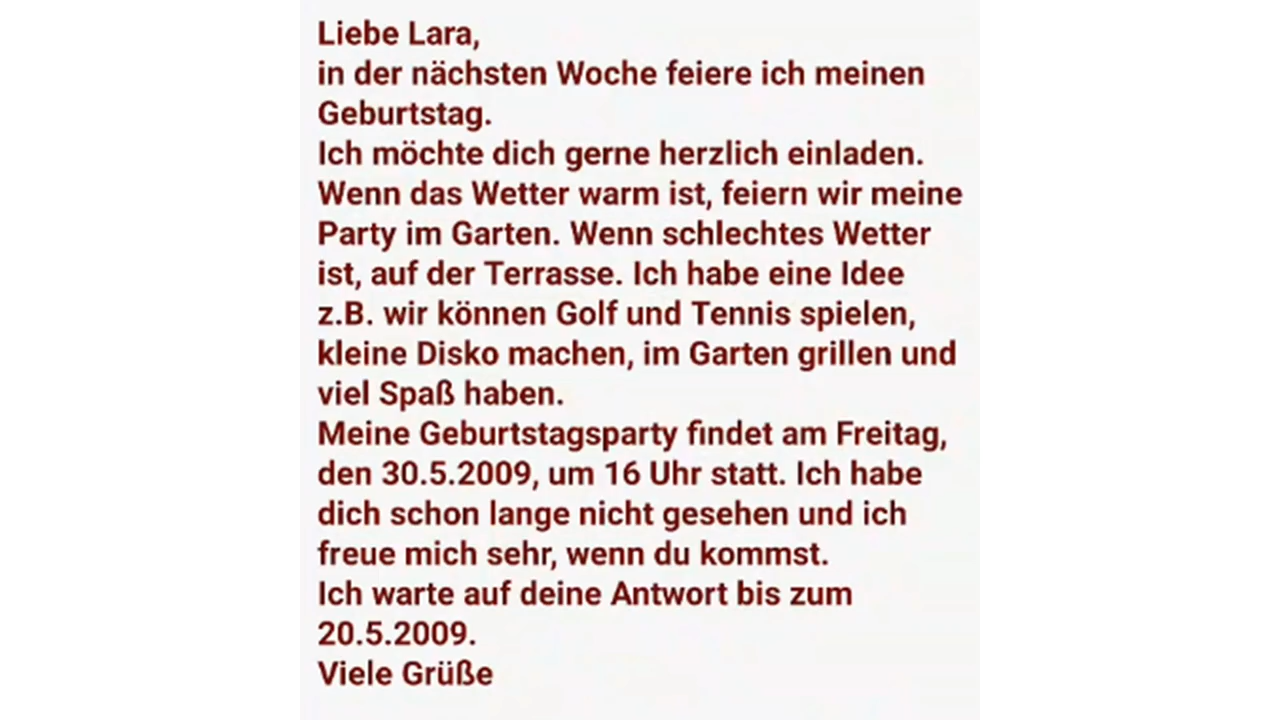 Liebe Lara,
in der nächsten Woche feiere ich meinen
Geburtstag.
Ich möchte dich gerne herzlich einladen.
Wenn das Wetter warm ist, feiern wir meine
Party im Garten. Wenn schlechtes Wetter
ist, auf der Terrasse. Ich habe eine Idee
z.B. wir können Golf und Tennis spielen,
kleine Disko machen, im Garten grillen und
viel Spaß haben.
Meine Geburtstagsparty findet am Freitag,
den 30.5.2009, um 16 Uhr statt. Ich habe
dich schon lange nicht gesehen und ich
freue mich sehr, wenn du kommst.
Ich warte auf deine Antwort bis zum
20.5.2009.
Viele Grüße